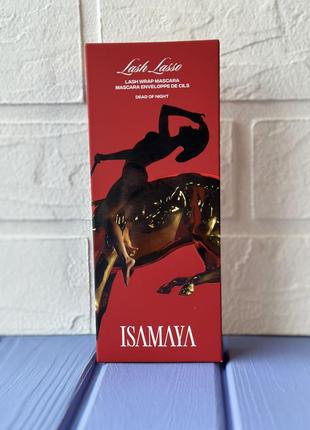 Lash Lasso
LASH WRAP MASCARA
MASCARA ENVELOPPE DE CILS
DEAD OF NIGHT
ISAMAYA